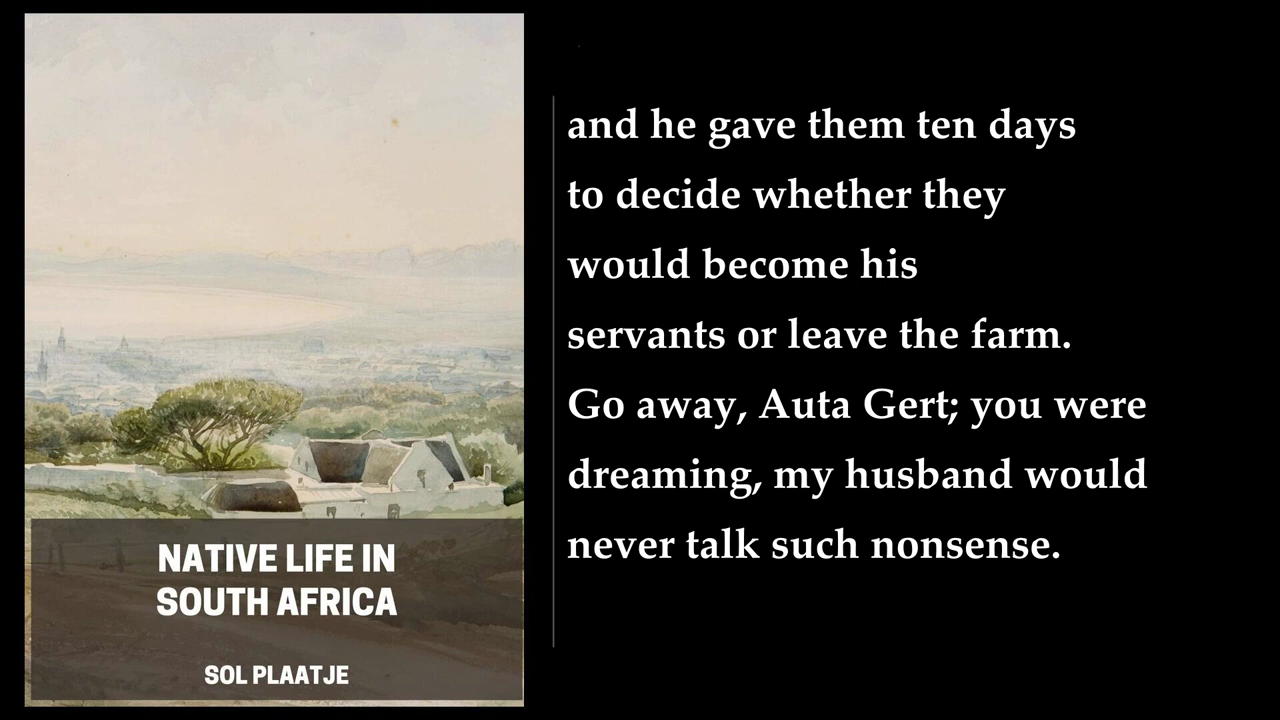 NATIVE LIFE IN
SOUTH AFRICA
SOL PLAATJE
and he gave them ten days
to decide whether they
would become his
servants or leave the farm.
Go away, Auta Gert; you were
dreaming, my husband would
never talk such nonsense.